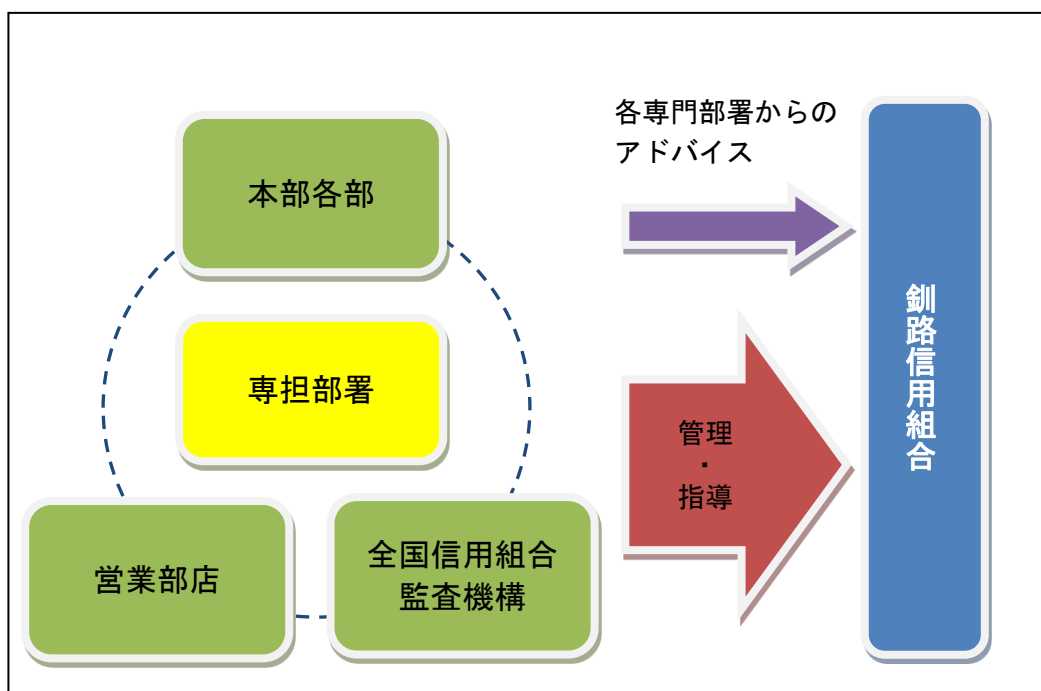 本部各部
専担部署
営業部店
全国信用組合
監査機構
各専門部署からの
アドバイス
管理
・
指導
釧路信用組合